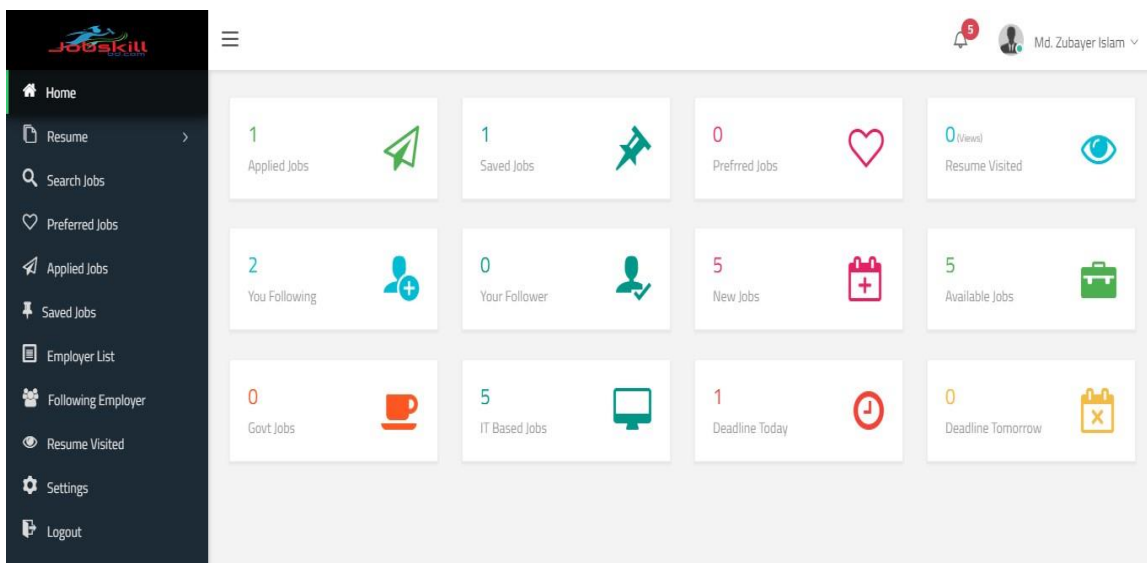 Jobskill
bd.com
5
Md. Zubayer Islam
Home
Resume
Search Jobs
Preferred Jobs
Applied Jobs
Saved Jobs
Employer List
Following Employer
Resume Visited
Settings
Logout
1
Applied Jobs
1
Saved Jobs
0
Prefrred Jobs
0 (Views)
Resume Visited
2
You Following
0
Your Follower
5
New Jobs
5
Available Jobs
0
Govt Jobs
5
IT Based Jobs
1
Deadline Today
0
Deadline Tomorrow